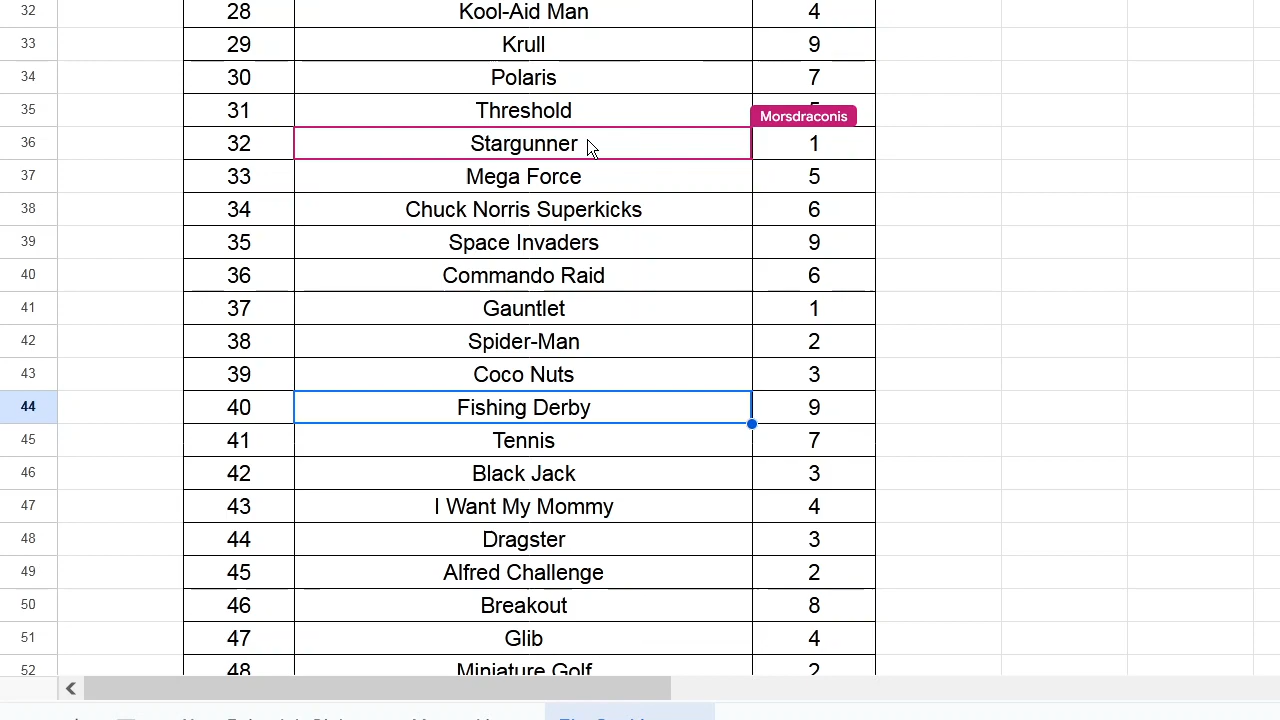 32 28 Kool-Aid Man 4
33 29 Krull 9
34 30 Polaris 7
35 31 Threshold
Morsdraconis
36 32 Stargunner 1
37 33 Mega Force 5
38 34 Chuck Norris Superkicks 6
39 35 Space Invaders 9
40 36 Commando Raid 6
41 37 Gauntlet 1
42 38 Spider-Man 2
43 39 Coco Nuts 3
44 40 Fishing Derby 9
45 41 Tennis 7
46 42 Black Jack 3
47 43 I Want My Mommy 4
48 44 Dragster 3
49 45 Alfred Challenge 2
50 46 Breakout 8
51 47 Glib 4
52 48 Miniature Golf 2